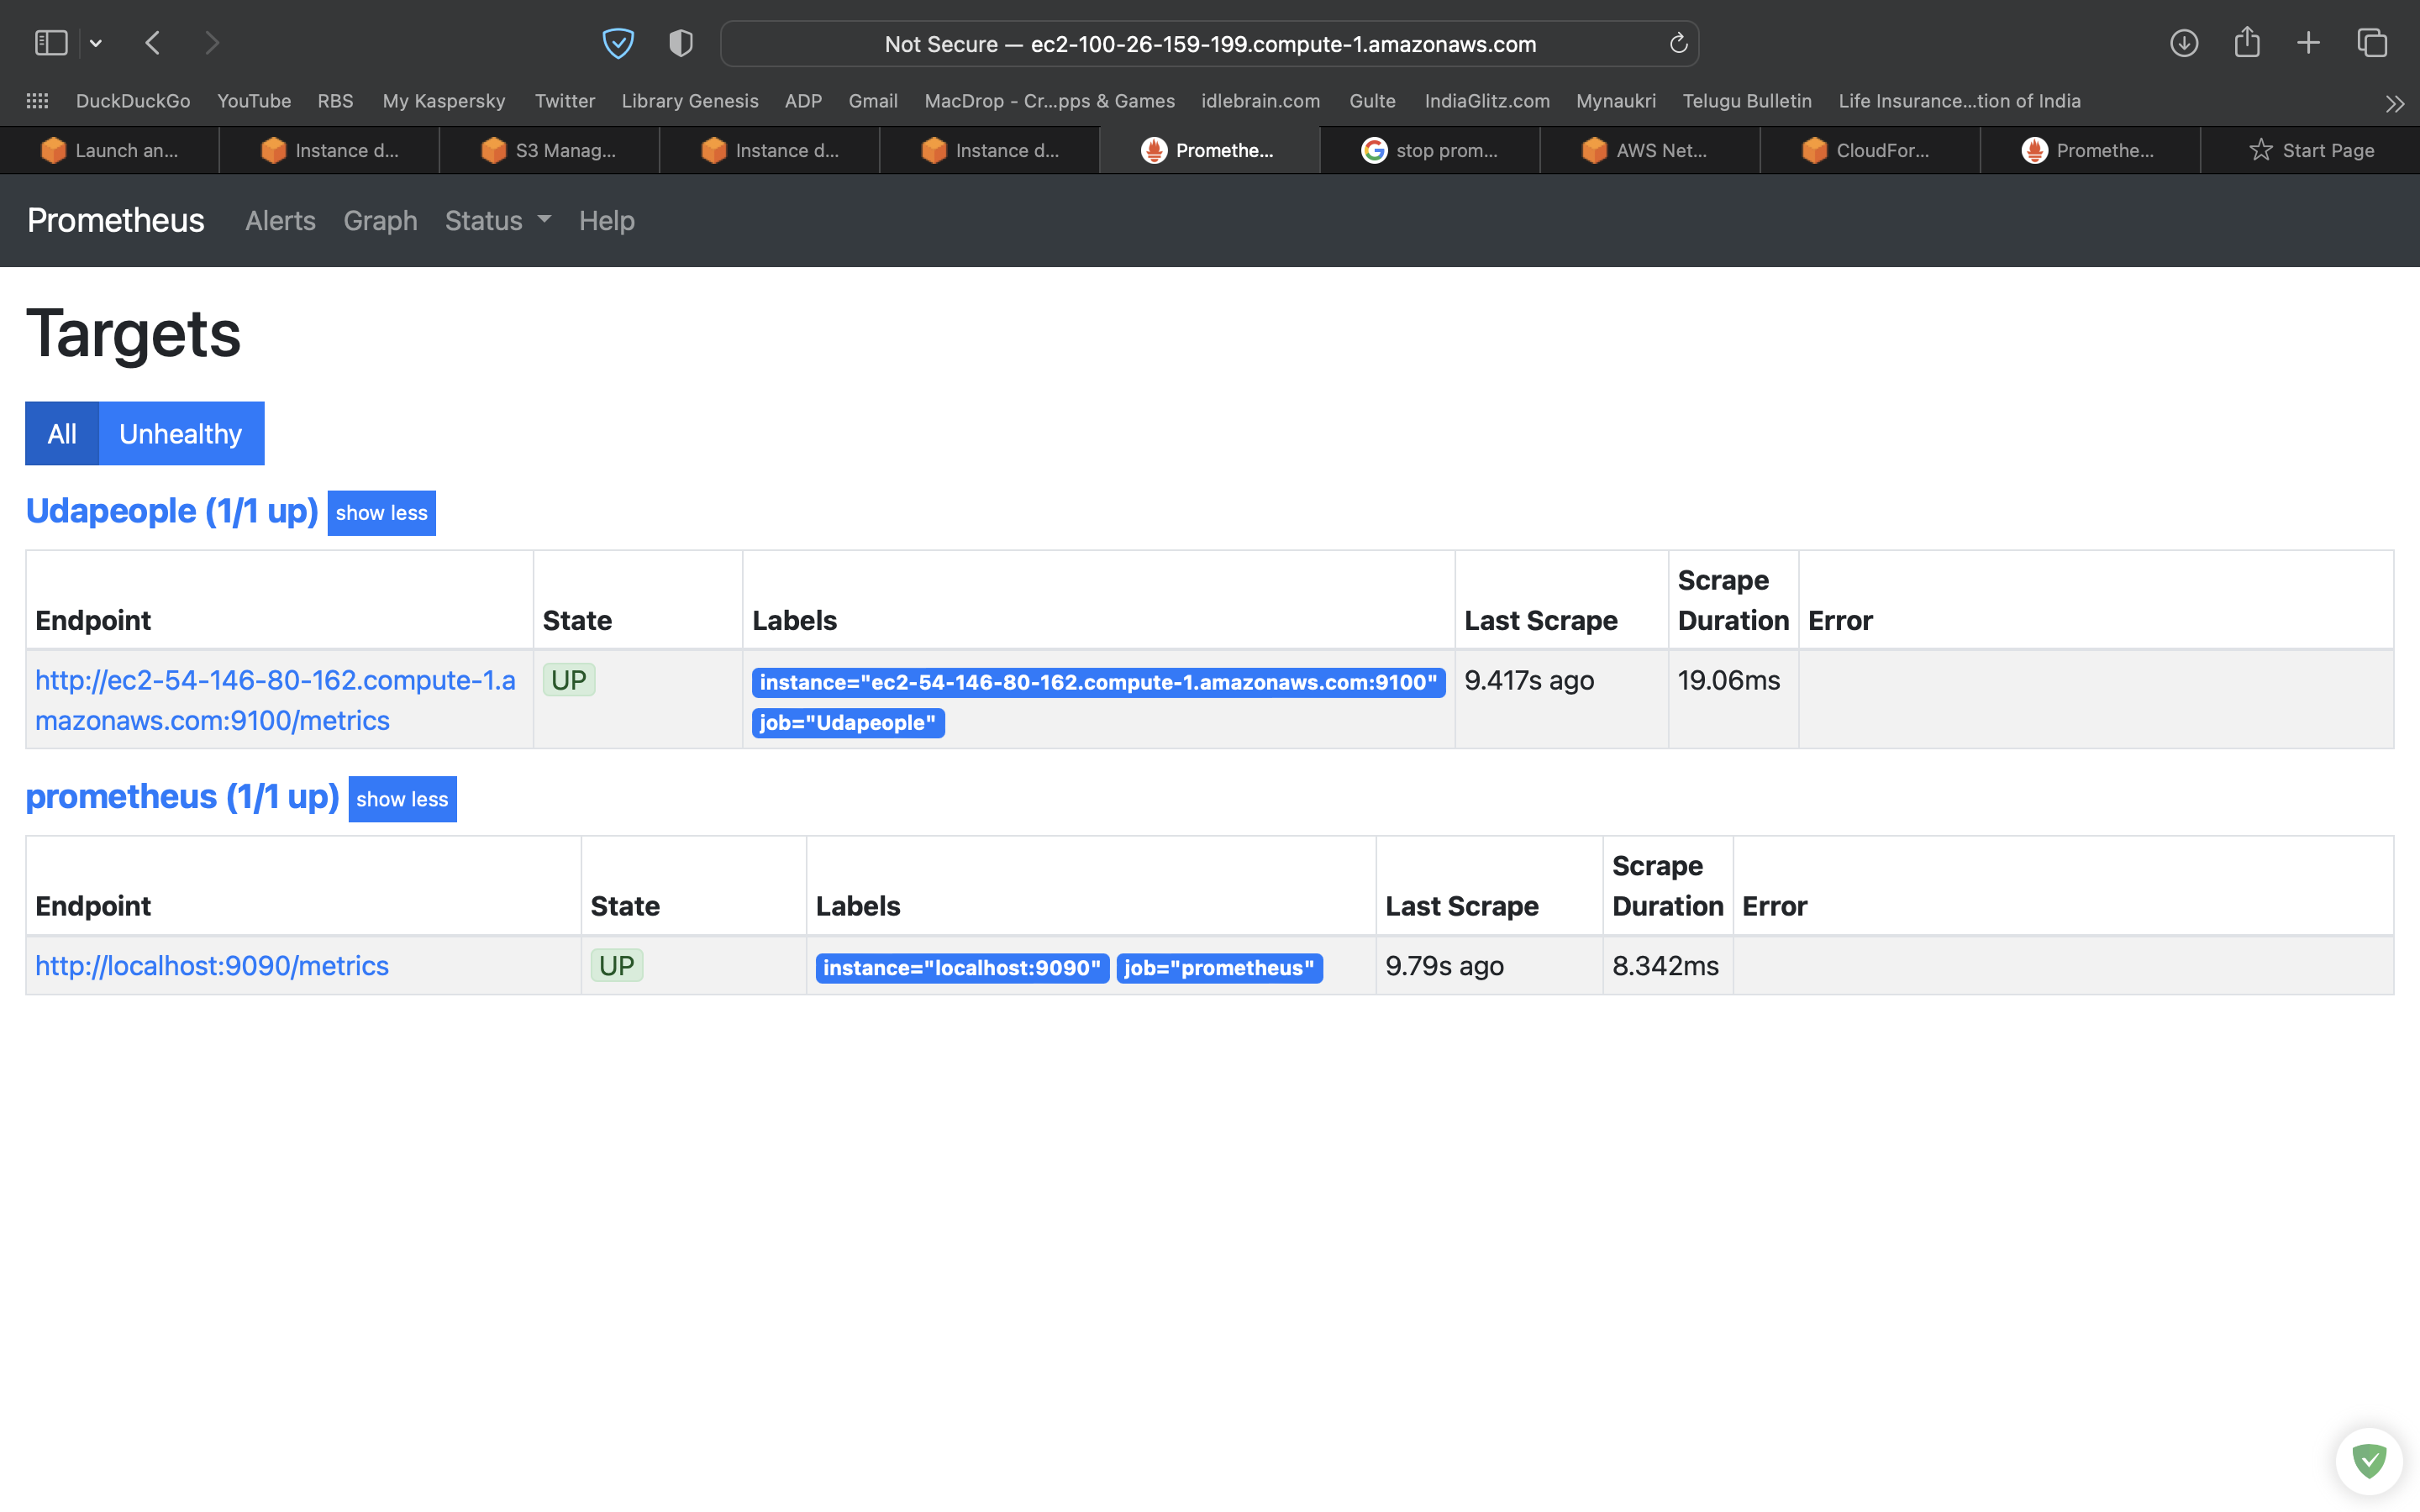 Not Secure — ec2-100-26-159-199.compute-1.amazonaws.com
DuckDuckGo YouTube RBS My Kaspersky Twitter Library Genesis ADP Gmail MacDrop - Cr...pps & Games idlebrain.com Gulte IndiaGlitz.com Mynaukri Telugu Bulletin Life Insurance...tion of India
Launch an... Instance d... S3 Manag... Instance d... Instance d... Promethe... stop prom... AWS Net... CloudFor... Promethe... Start Page
Prometheus Alerts Graph Status Help
Targets
All Unhealthy
Udapeople (1/1 up) show less
Endpoint State Labels Last Scrape Scrape Duration Error
http://ec2-54-146-80-162.compute-1.a
mazonaws.com:9100/metrics
UP
instance="ec2-54-146-80-162.compute-1.amazonaws.com:9100"
job="Udapeople"
9.417s ago
19.06ms
prometheus (1/1 up) show less
Endpoint State Labels Last Scrape Scrape Duration Error
http://localhost:9090/metrics UP instance="localhost:9090" job="prometheus" 9.79s ago 8.342ms